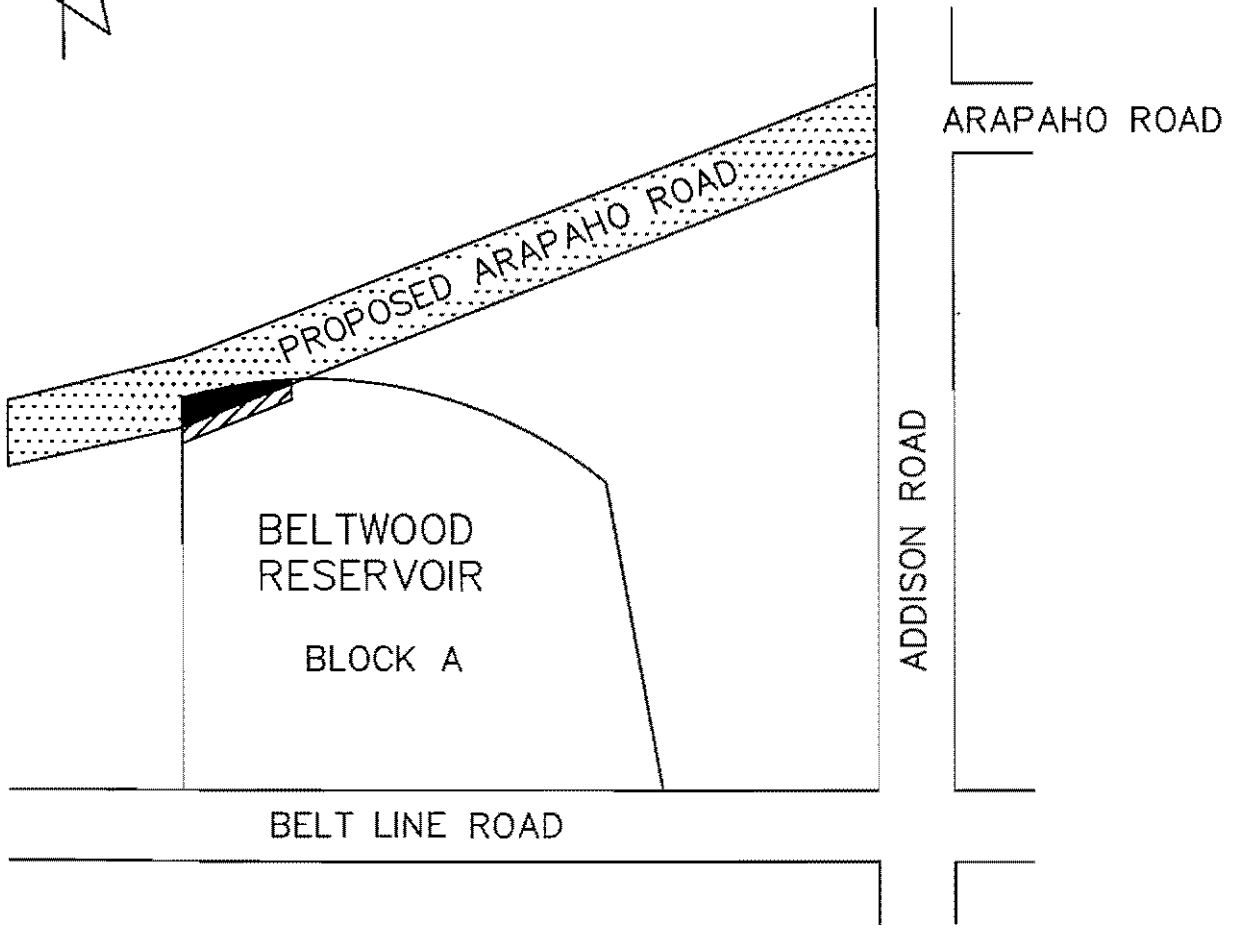 ARAPAHO ROAD
PROPOSED ARAPAHO ROAD
ADDISON ROAD
BELTWOOD
RESERVOIR
BLOCK A
BELT LINE ROAD